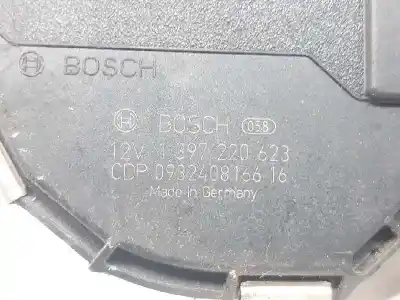 BOSCH
BOSCH 058
12V 1 397 220 623
CDP 0932408166 16
Made in Germany